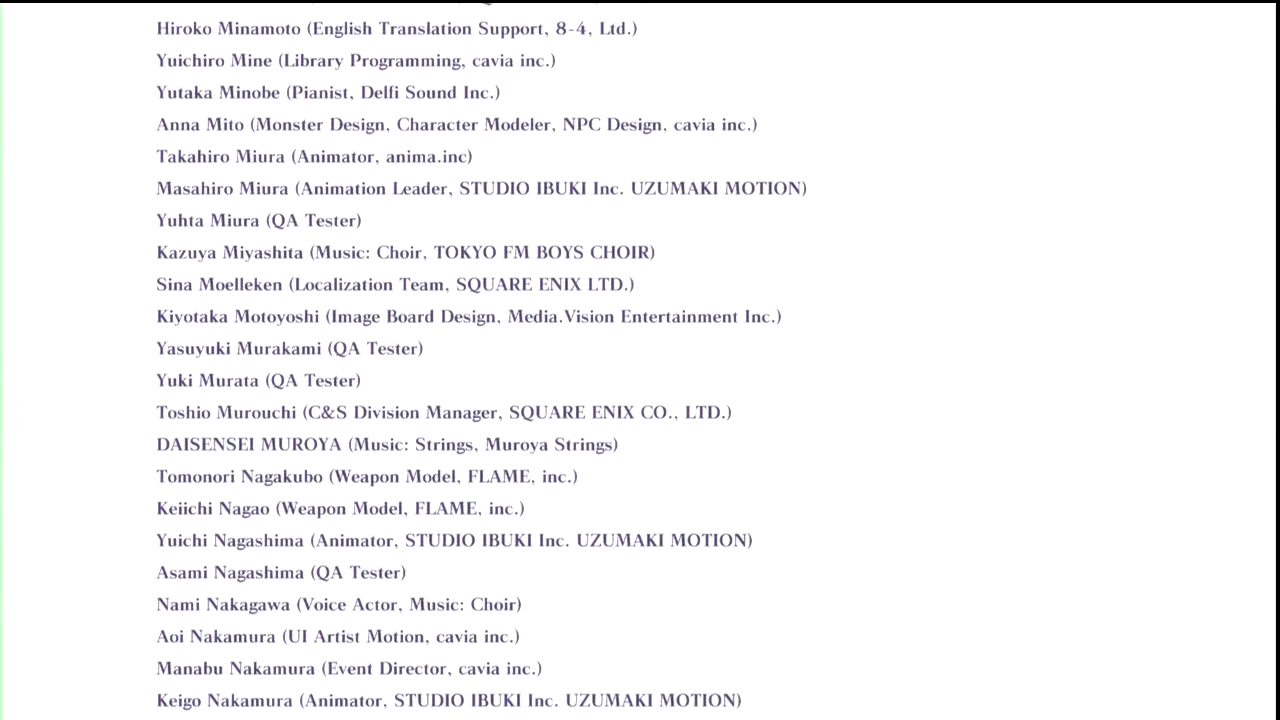 Hiroko Minamoto (English Translation Support, 8-4, Ltd.)
Yuichiro Mine (Library Programming, cavia inc.)
Yutaka Minobe (Pianist, Delfi Sound Inc.)
Anna Mito (Monster Design, Character Modeler, NPC Design, cavia inc.)
Takahiro Miura (Animator, anima.inc)
Masahiro Miura (Animation Leader, STUDIO IBUKI Inc. UZUMAKI MOTION)
Yuhta Miura (QA Tester)
Kazuya Miyashita (Music: Choir, TOKYO FM BOYS CHOIR)
Sina Moelleken (Localization Team, SQUARE ENIX LTD.)
Kiyotaka Motoyoshi (Image Board Design, Media.Vision Entertainment Inc.)
Yasuyuki Murakami (QA Tester)
Yuki Murata (QA Tester)
Toshio Murouchi (C&S Division Manager, SQUARE ENIX CO., LTD.)
DAISENSEI MUROYA (Music: Strings, Muroya Strings)
Tomonori Nagakubo (Weapon Model, FLAME, inc.)
Keiichi Nagao (Weapon Model, FLAME, inc.)
Yuichi Nagashima (Animator, STUDIO IBUKI Inc. UZUMAKI MOTION)
Asami Nagashima (QA Tester)
Nami Nakagawa (Voice Actor, Music: Choir)
Aoi Nakamura (UI Artist Motion, cavia inc.)
Manabu Nakamura (Event Director, cavia inc.)
Keigo Nakamura (Animator, STUDIO IBUKI Inc. UZUMAKI MOTION)